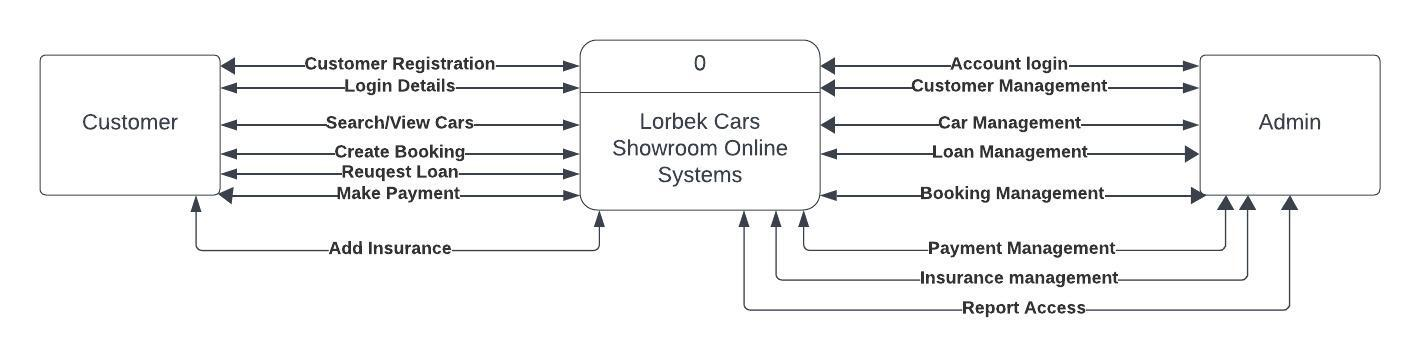 Customer
Customer Registration
Login Details
Search/View Cars
Create Booking
Reuqest Loan
Make Payment
Add Insurance
0
Lorbek Cars
Showroom Online
Systems
Account login
Customer Management
Car Management
Loan Management
Booking Management
Payment Management
Insurance management
Report Access
Admin